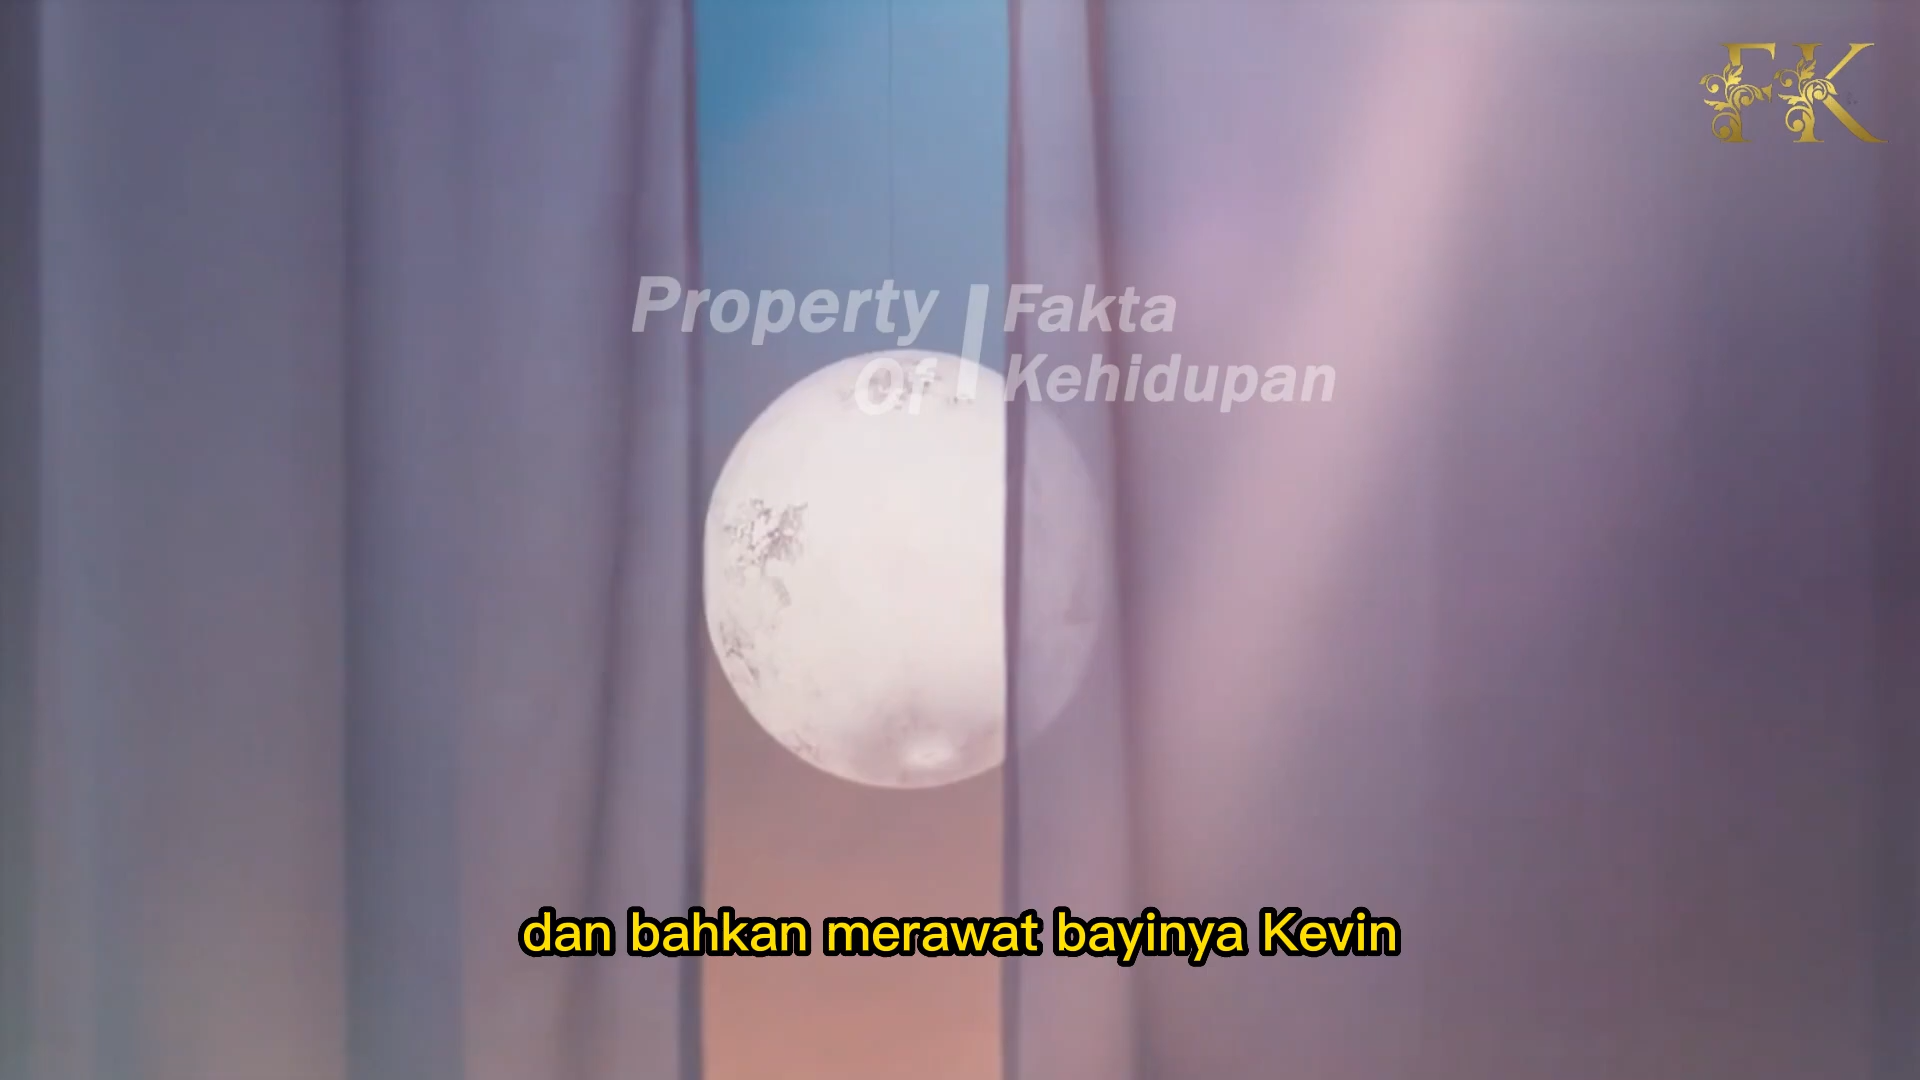 FK
Property
Of
Fakta
Kehidupan
dan bahkan merawat bayinya Kevin